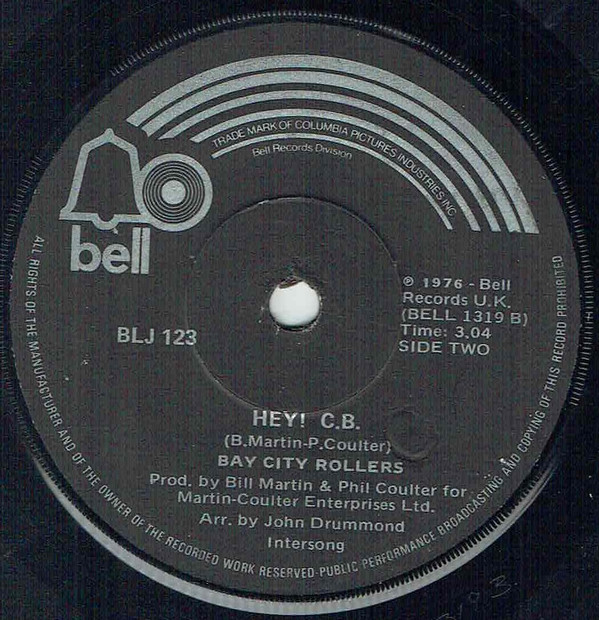 TRADE MARK OF COLUMBIA PICTURES INDUSTRIES INC.
Bell Records Division
bell
℗ 1976 - Bell
Records U.K.
(BELL 1319 B)
Time: 3.04
SIDE TWO
BLJ 123
HEY! C.B.
(B.Martin-P.Coulter)
BAY CITY ROLLERS
Prod. by Bill Martin & Phil Coulter for
Martin-Coulter Enterprises Ltd.
Arr. by John Drummond
Intersong
ALL RIGHTS OF THE MANUFACTURER AND OF THE OWNER OF THE RECORDED WORK RESERVED·PUBLIC PERFORMANCE BROADCASTING AND COPYING OF THIS RECORD PROHIBITED